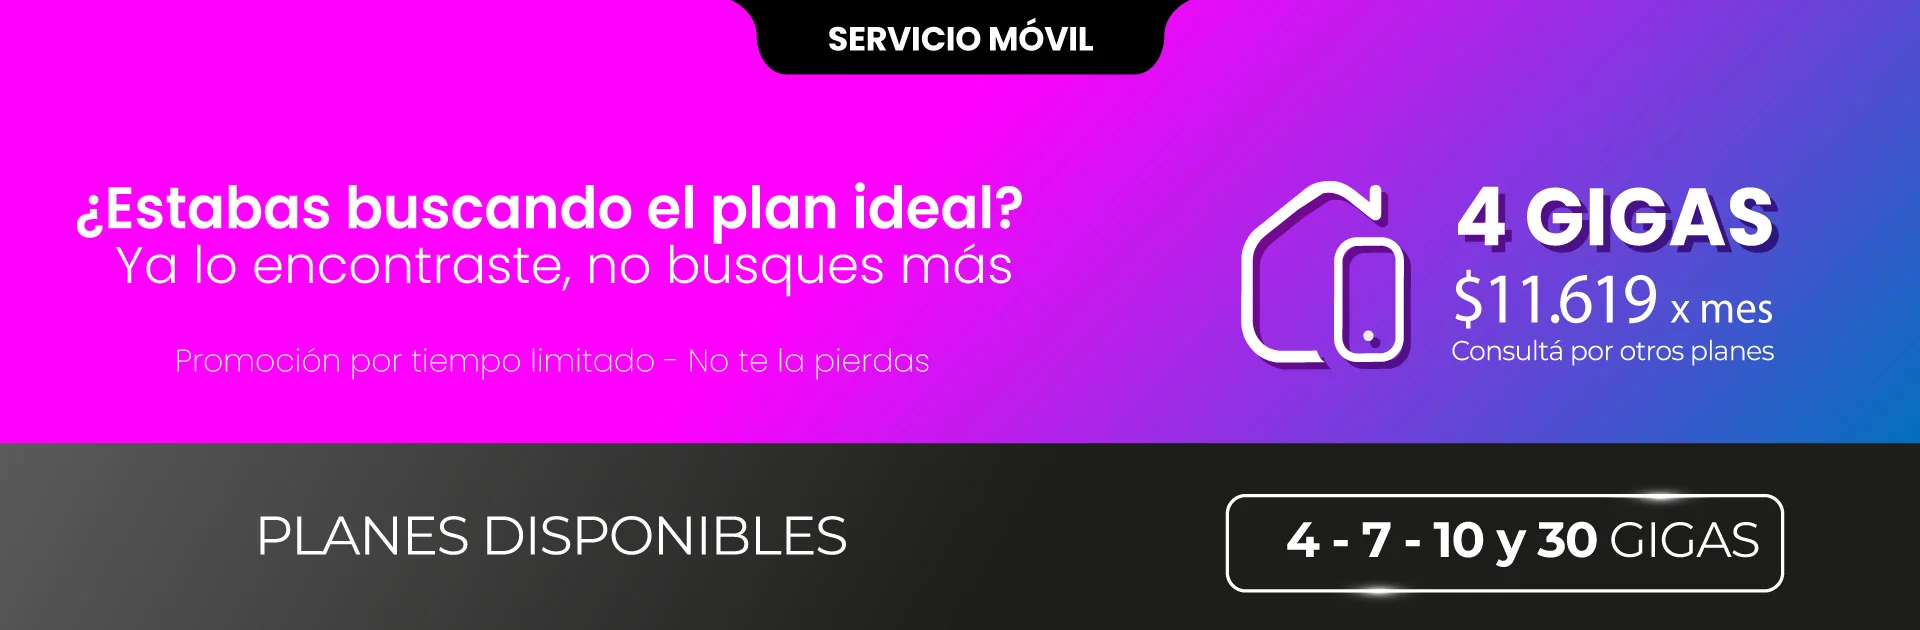 SERVICIO MÓVIL
¿Estabas buscando el plan ideal?
Ya lo encontraste, no busques más
Promoción por tiempo limitado - No te la pierdas
4 GIGAS
$11.619 x mes
Consultá por otros planes
PLANES DISPONIBLES
4 - 7 - 10 y 30 GIGAS